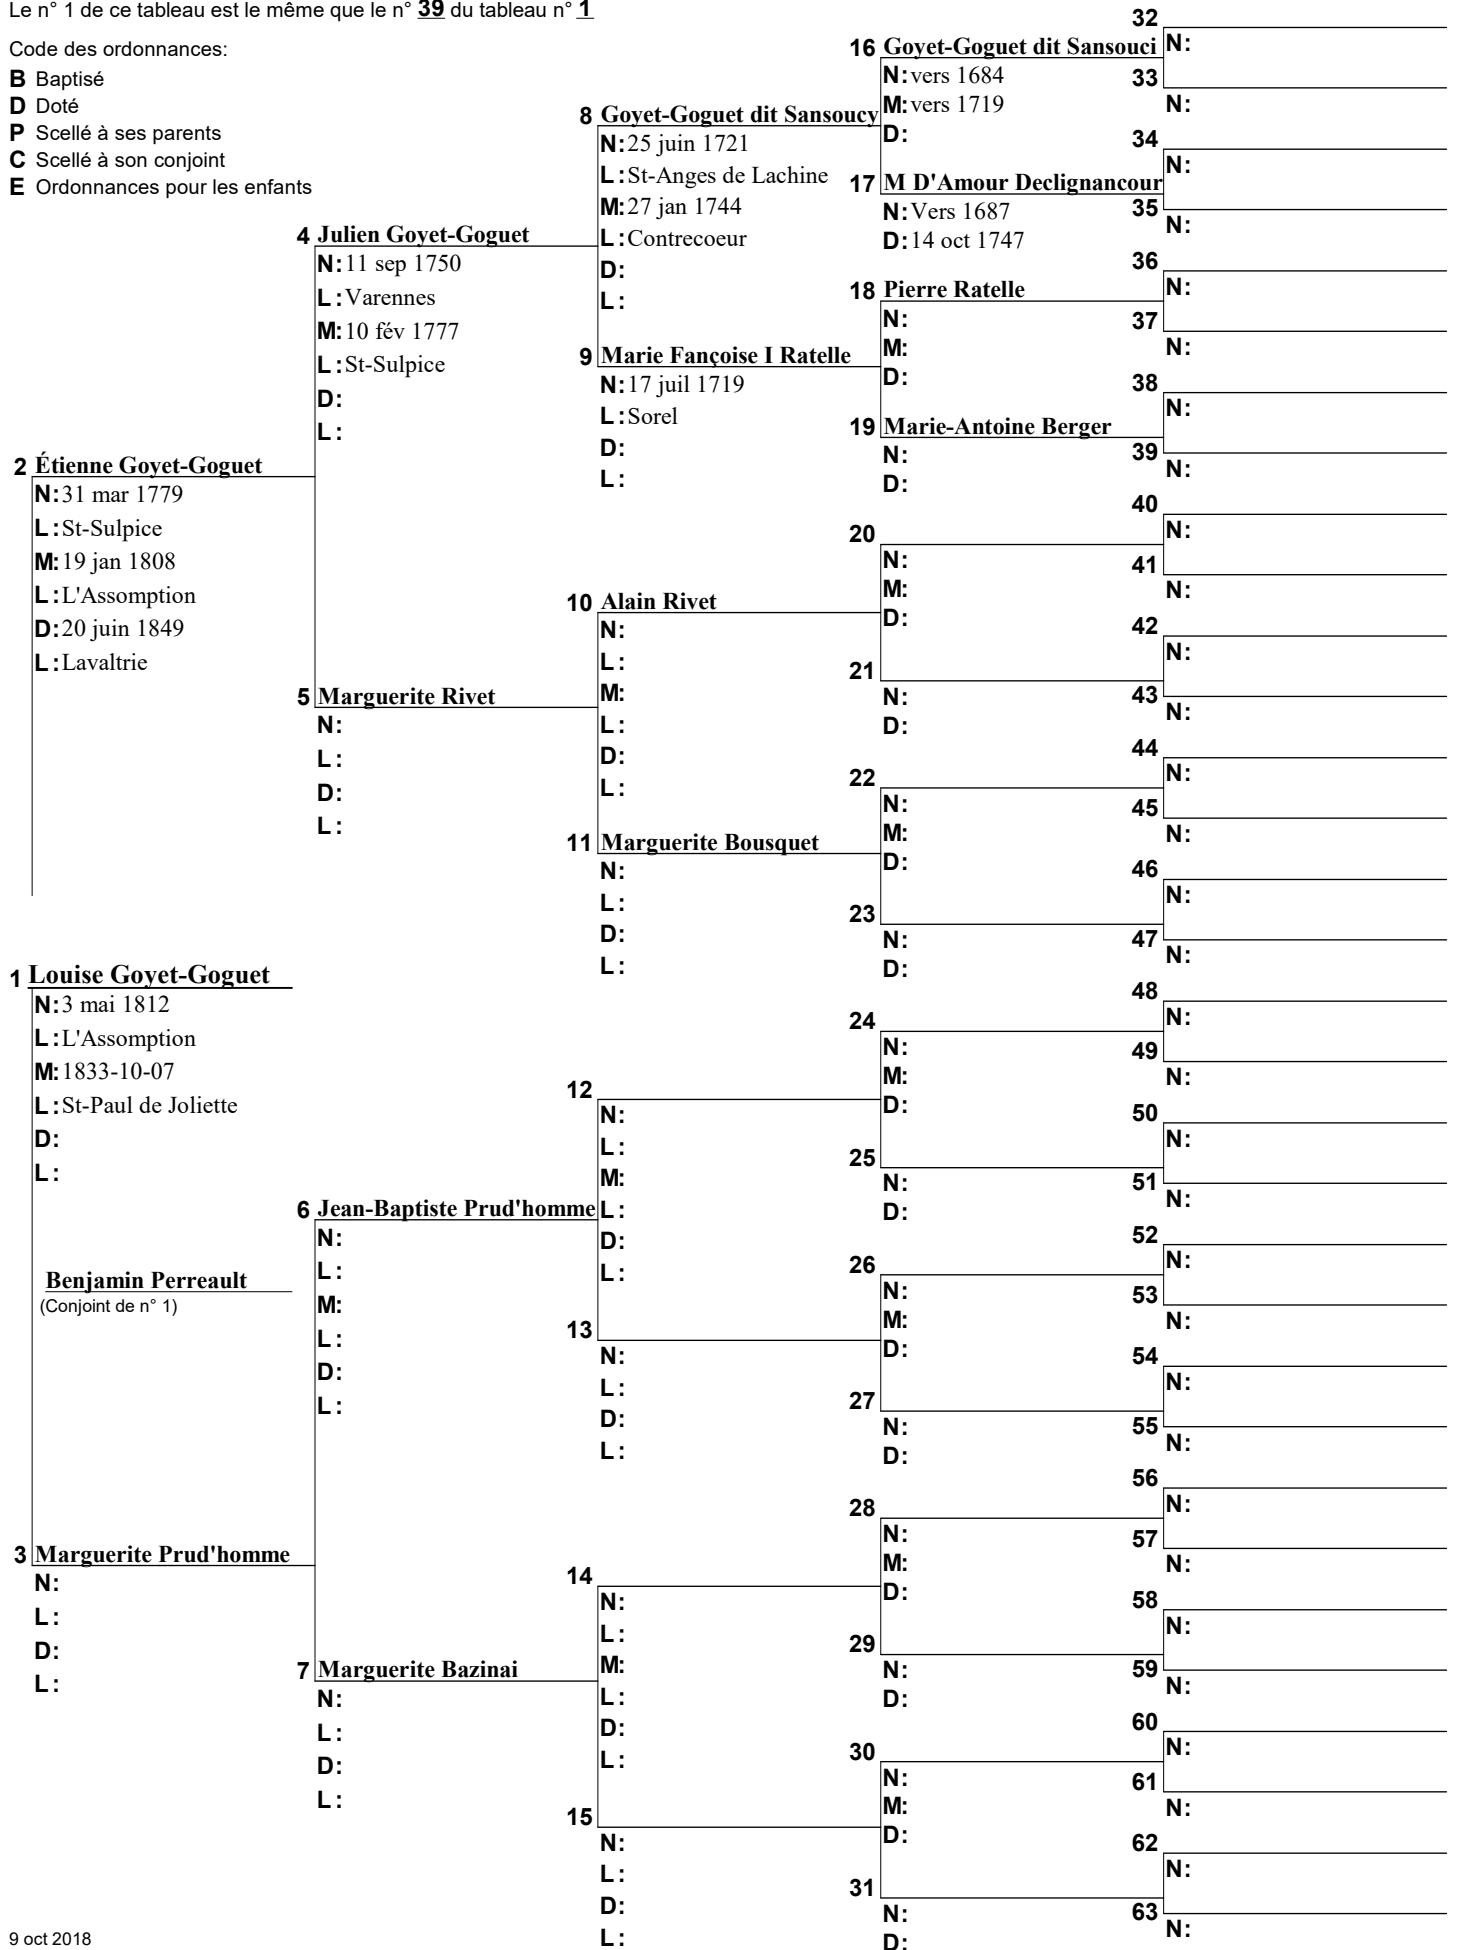 Le n° 1 de ce tableau est le même que le n° 39 du tableau n° 1
Code des ordonnances:
B Baptisé
D Doté
P Scellé à ses parents
C Scellé à son conjoint
E Ordonnances pour les enfants
2 Étienne Goyet-Goguet
N: 31 mar 1779
L: St-Sulpice
M: 19 jan 1808
L: L'Assomption
D: 20 juin 1849
L: Lavaltrie
1 Louise Goyet-Goguet
N: 3 mai 1812
L: L'Assomption
M: 1833-10-07
L: St-Paul de Joliette
D:
L:
Benjamin Perreault
(Conjoint de n° 1)
3 Marguerite Prud'homme
N:
L:
D:
L:
4 Julien Goyet-Goguet
N: 11 sep 1750
L: Varennes
M: 10 fév 1777
L: St-Sulpice
D:
L:
5 Marguerite Rivet
N:
L:
D:
L:
6 Jean-Baptiste Prud'homme
N:
L:
M:
L:
D:
L:
7 Marguerite Bazinai
N:
L:
D:
L:
8 Goyet-Goguet dit Sansoucy
N: 25 juin 1721
L: St-Anges de Lachine
M: 27 jan 1744
L: Contrecoeur
D:
L:
9 Marie Fançoise I Ratelle
N: 17 juil 1719
L: Sorel
D:
L:
10 Alain Rivet
N:
L:
M:
L:
D:
L:
11 Marguerite Bousquet
N:
L:
D:
L:
12
N:
L:
M:
L:
D:
L:
13
N:
L:
D:
L:
14
N:
L:
M:
L:
D:
L:
15
N:
L:
D:
L:
16 Goyet-Goguet dit Sansouci
N: vers 1684
M: vers 1719
D:
17 M D'Amour Declignancour
N: Vers 1687
D: 14 oct 1747
18 Pierre Ratelle
N:
M:
D:
19 Marie-Antoine Berger
N:
D:
20
N:
M:
D:
21
N:
D:
22
N:
M:
D:
23
N:
D:
24
N:
M:
D:
25
N:
D:
26
N:
M:
D:
27
N:
D:
28
N:
M:
D:
29
N:
D:
30
N:
M:
D:
31
N:
D:
32
N:
33
N:
34
N:
35
N:
36
N:
37
N:
38
N:
39
N:
40
N:
41
N:
42
N:
43
N:
44
N:
45
N:
46
N:
47
N:
48
N:
49
N:
50
N:
51
N:
52
N:
53
N:
54
N:
55
N:
56
N:
57
N:
58
N:
59
N:
60
N:
61
N:
62
N:
63
N:
9 oct 2018